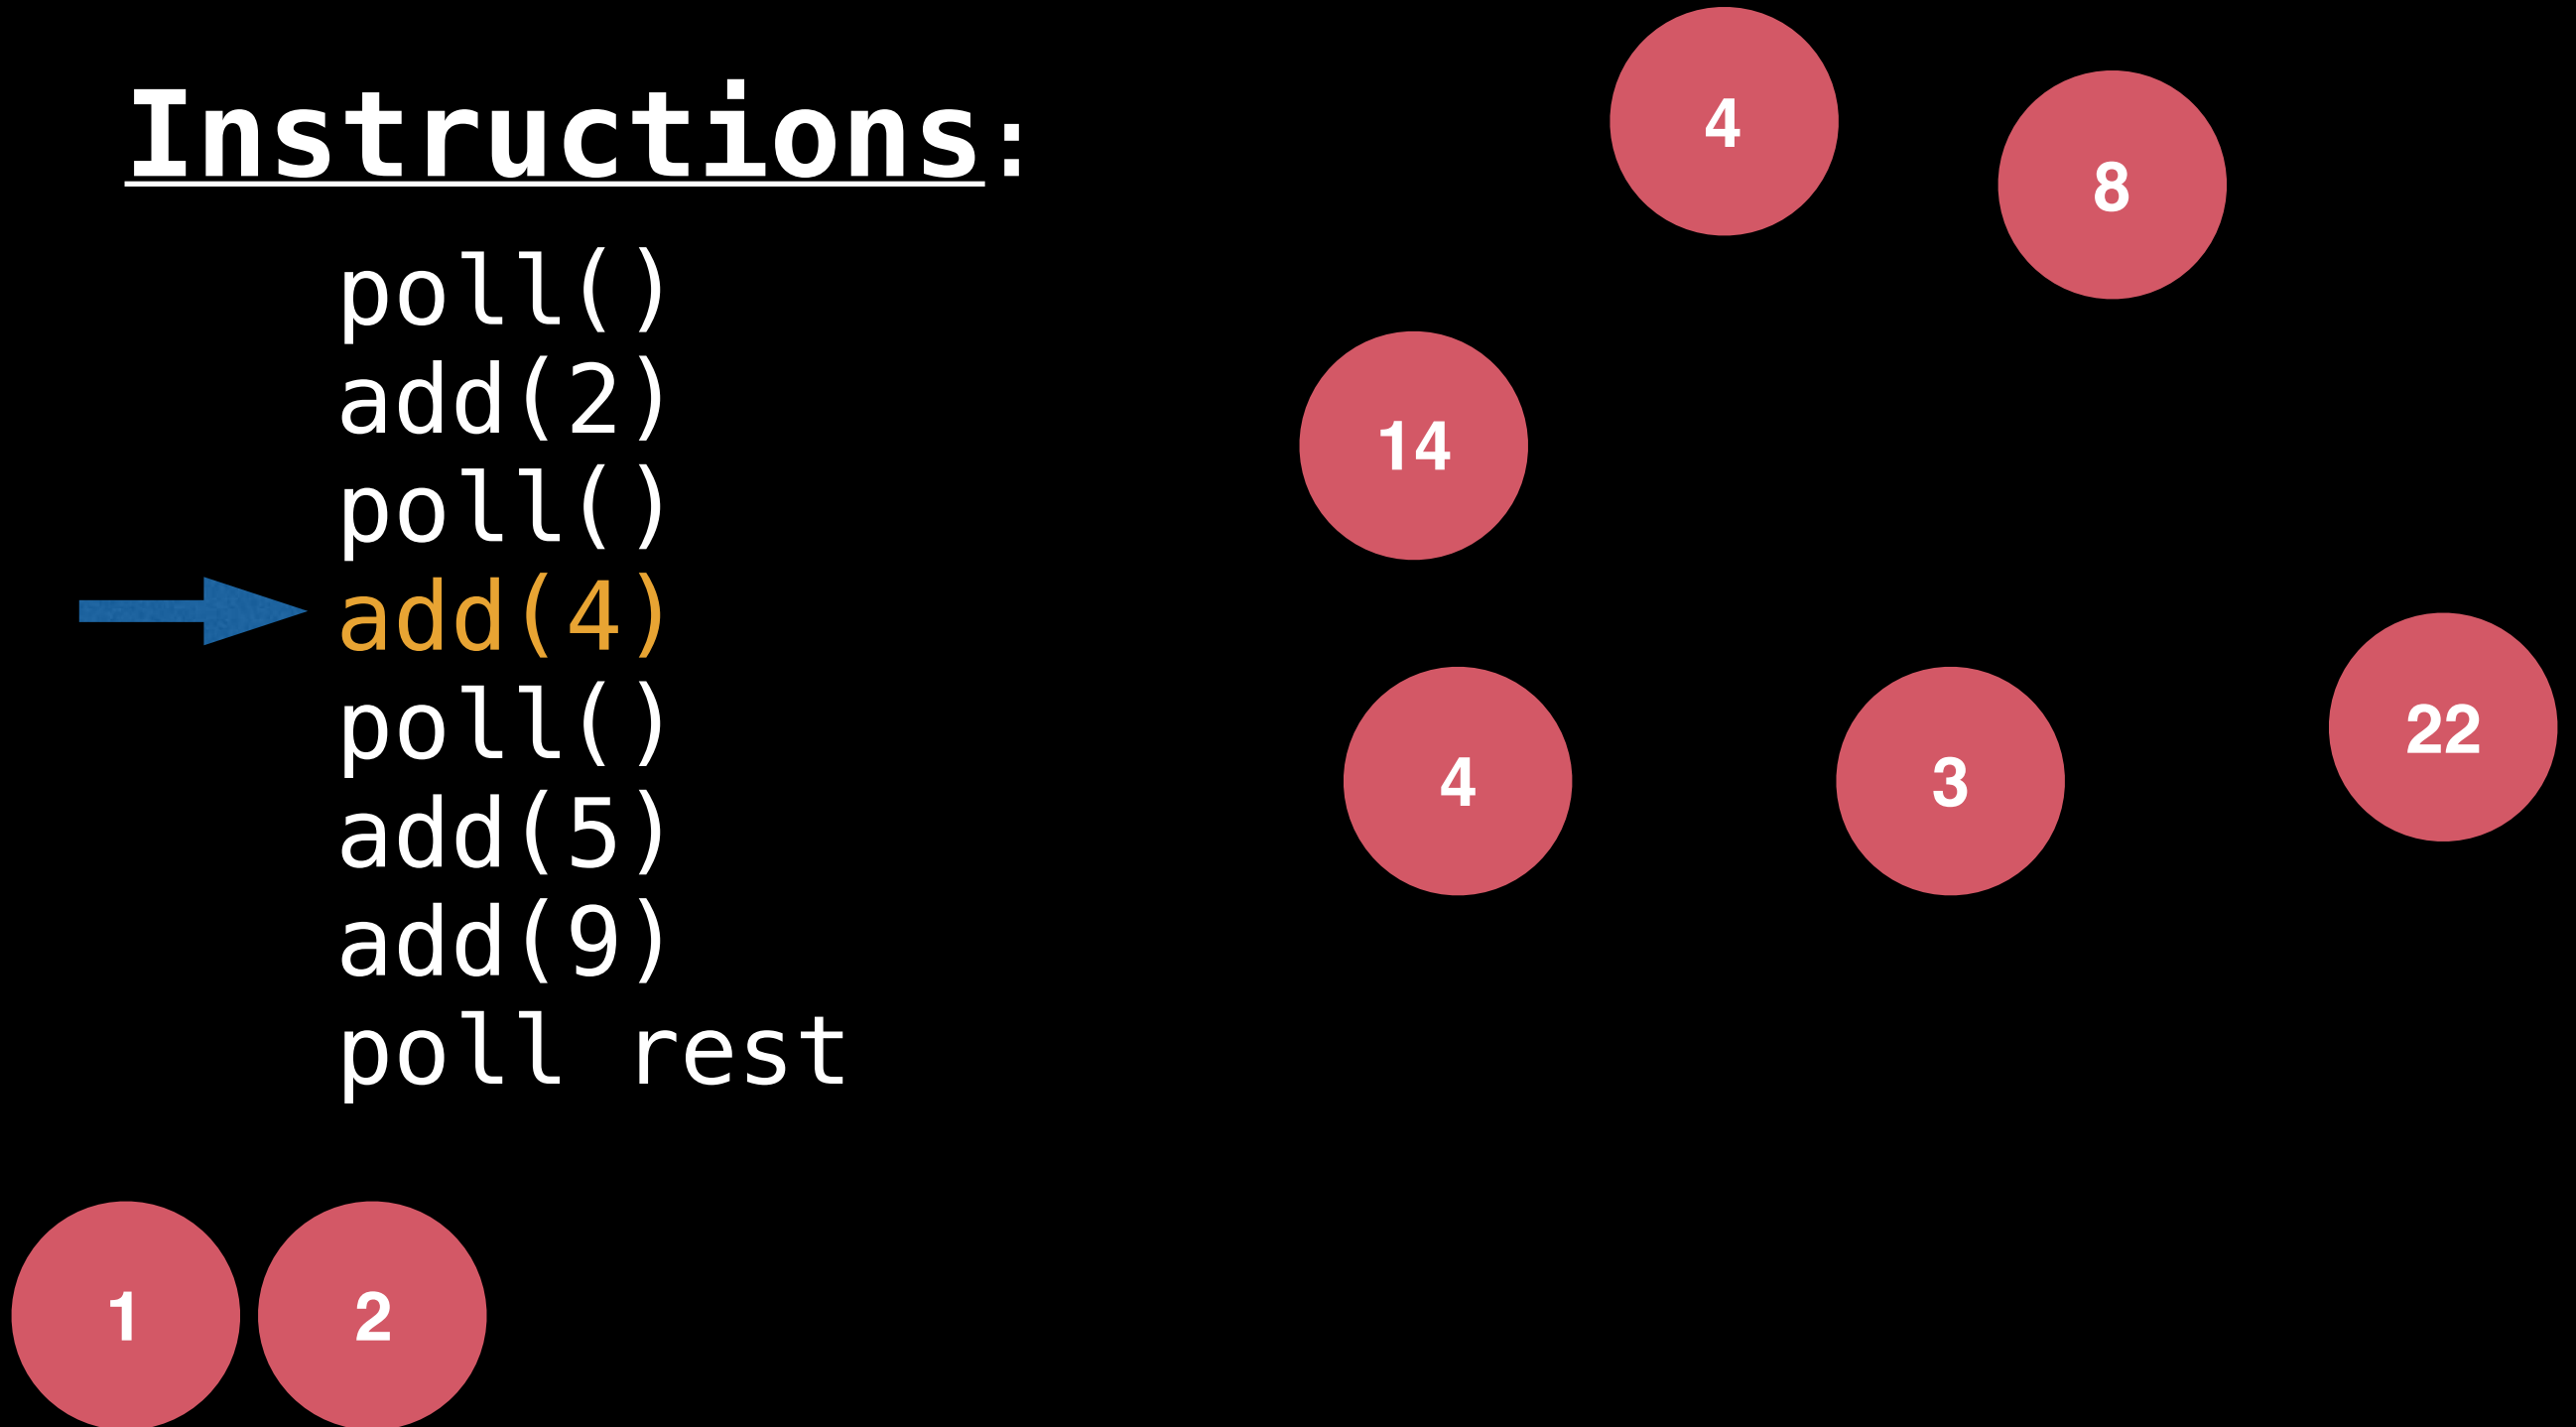 Instructions:
poll()
add(2)
poll()
add(4)
poll()
add(5)
add(9)
poll rest
4
8
14
4
3
22
1
2